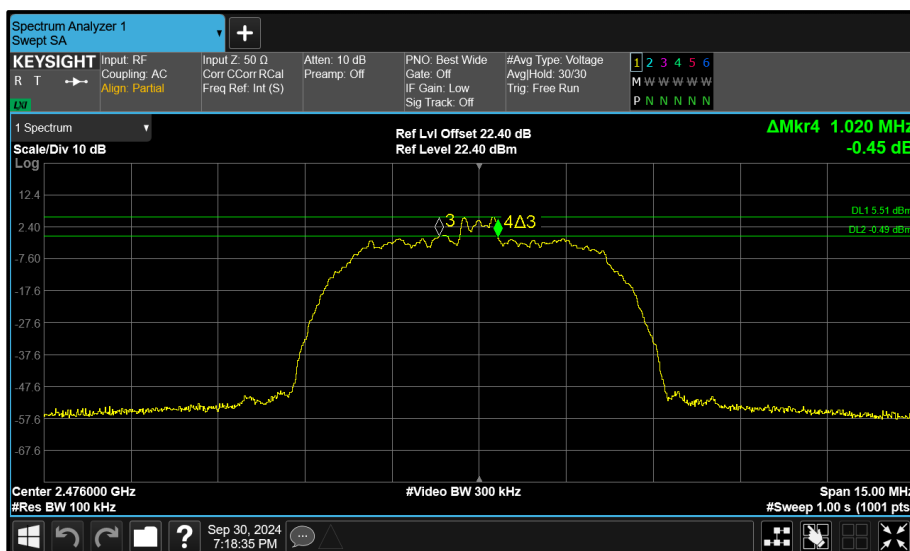 Spectrum Analyzer 1
Swept SA
+
KEYSIGHT Input: RF Input Z: 50 Ω Atten: 10 dB PNO: Best Wide #Avg Type: Voltage 1 2 3 4 5 6
R T Coupling: AC Corr CCorr RCal Preamp: Off Gate: Off Avg|Hold: 30/30 M W W W W W
Align: Partial Freq Ref: Int (S) IF Gain: Low Trig: Free Run
LXI Sig Track: Off P N N N N N
1 Spectrum Ref Lvl Offset 22.40 dB ΔMkr4 1.020 MHz
Scale/Div 10 dB Ref Level 22.40 dBm -0.45 dB
Log
12.4
DL1 5.51 dBm
3 4Δ3
2.40
DL2 -0.49 dBm
-7.60
-17.6
-27.6
-37.6
-47.6
-57.6
-67.6
Center 2.476000 GHz #Video BW 300 kHz Span 15.00 MHz
#Res BW 100 kHz #Sweep 1.00 s (1001 pts
? Sep 30, 2024
7:18:35 PM